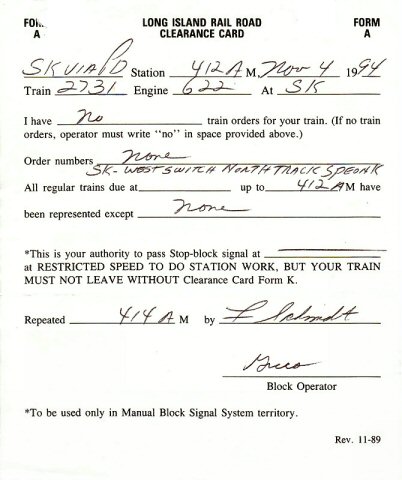 FORM A LONG ISLAND RAIL ROAD FORM A
CLEARANCE CARD
SK VIA PD Station 412 A M, Nov 4 1994
Train 2731 Engine 622 At SK
I have no train orders for your train. (If no train
orders, operator must write "no" in space provided above.)
Order numbers none
SK - WEST SWITCH NORTH TRACK SPEONK
All regular trains due at up to 412 A M have
been represented except none
*This is your authority to pass Stop-block signal at
at RESTRICTED SPEED TO DO STATION WORK, BUT YOUR TRAIN
MUST NOT LEAVE WITHOUT Clearance Card Form K.
Repeated 414 A M by F Schmidt
Greco
Block Operator
*To be used only in Manual Block Signal System territory.
Rev. 11-89